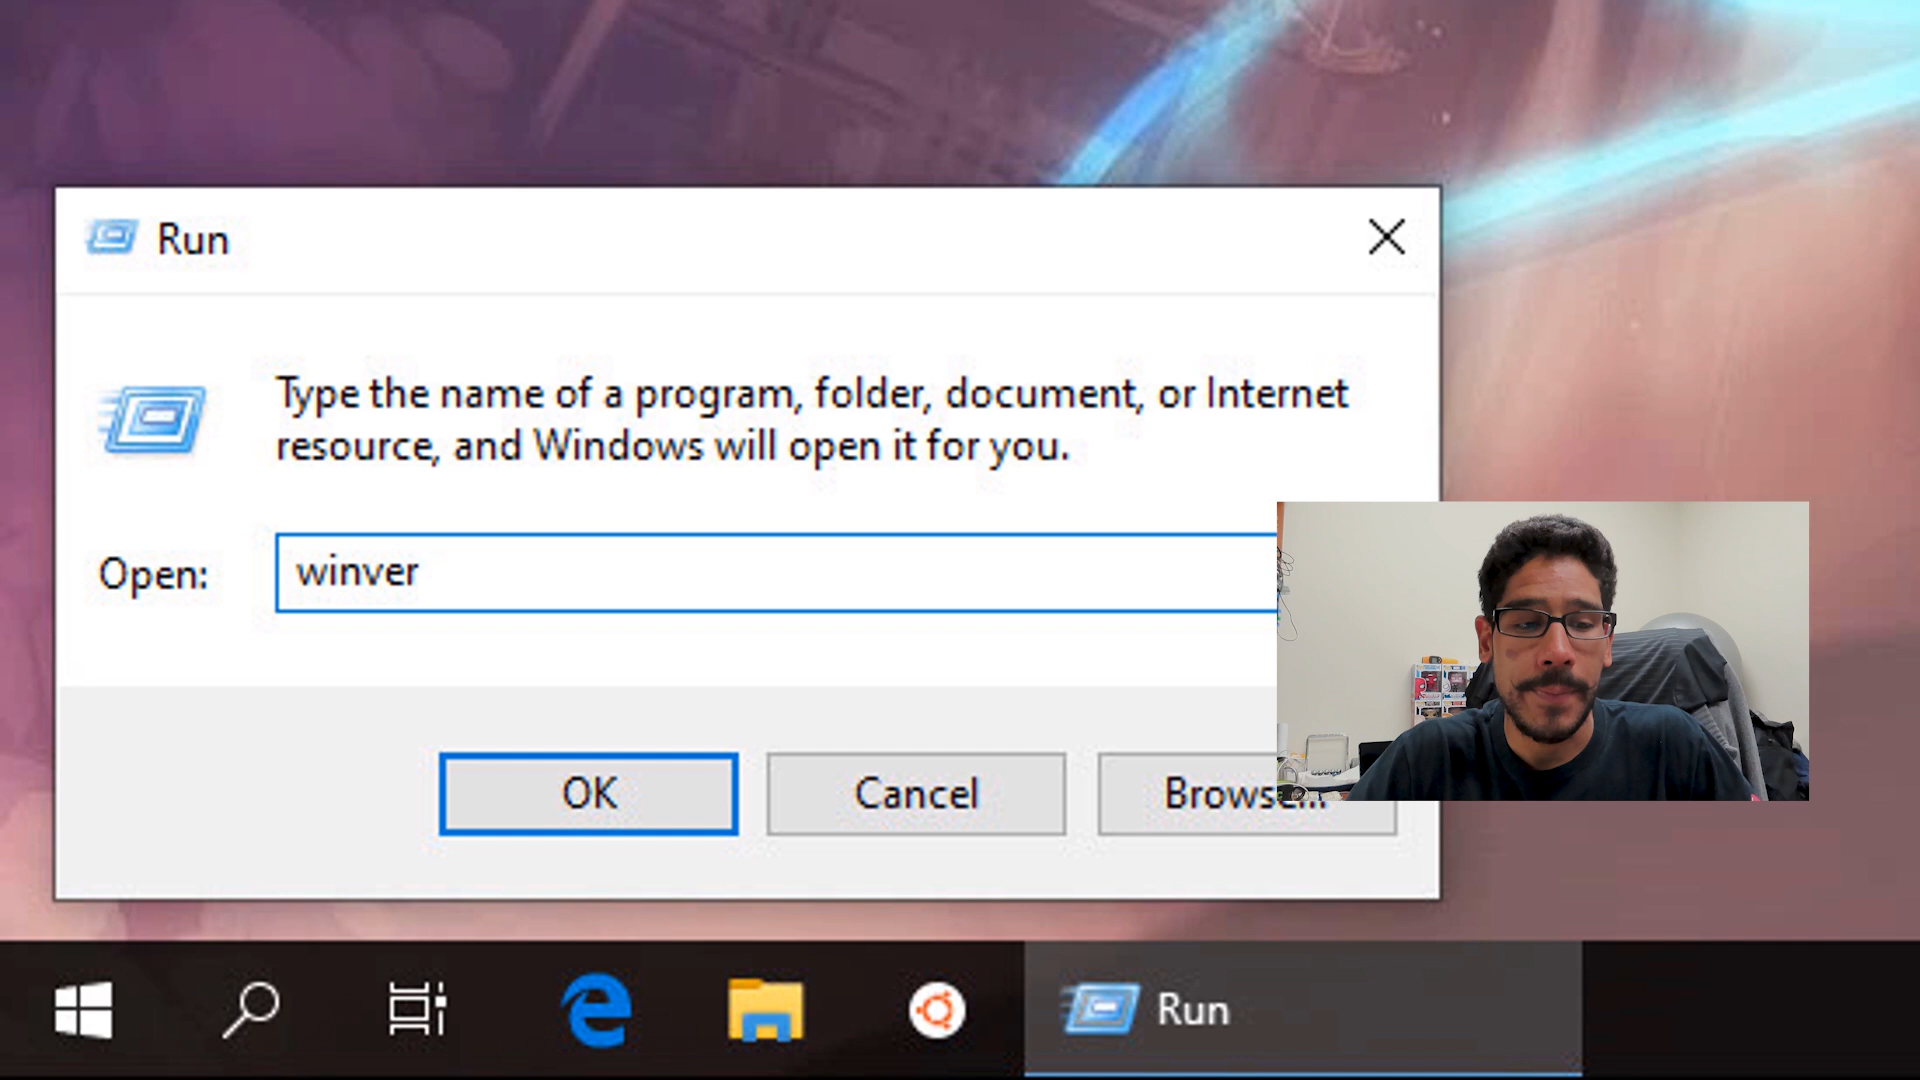 Run
Type the name of a program, folder, document, or Internet
resource, and Windows will open it for you.
Open:
winver
OK
Cancel
Run